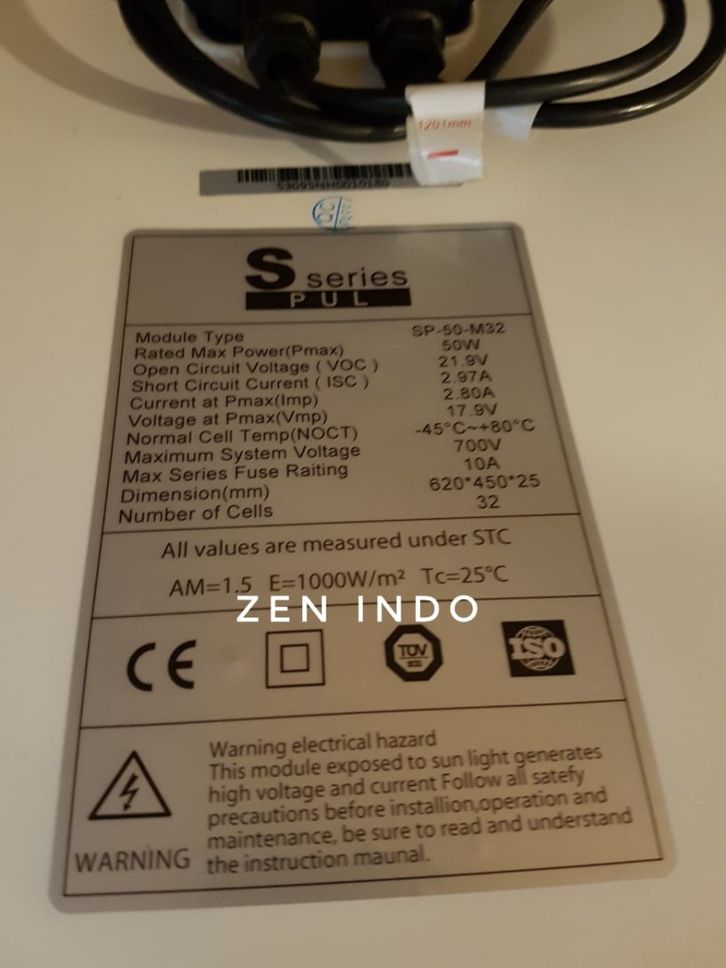 1201mm
S series
PUL
Module Type SP-50-M32
Rated Max Power(Pmax) 50W
Open Circuit Voltage ( VOC ) 21.9V
Short Circuit Current ( ISC ) 2.97A
Current at Pmax(Imp) 2.80A
Voltage at Pmax(Vmp) 17.9V
Normal Cell Temp(NOCT) -45°C~+80°C
Maximum System Voltage 700V
Max Series Fuse Raiting 10A
Dimension(mm) 620*450*25
Number of Cells 32
All values are measured under STC
AM=1.5 E=1000W/m² Tc=25°C
ZEN INDO
CE
TÜV
ISO
Warning electrical hazard
This module exposed to sun light generates
high voltage and current Follow all satefy
precautions before installion,operation and
maintenance, be sure to read and understand
the instruction maunal.
WARNING